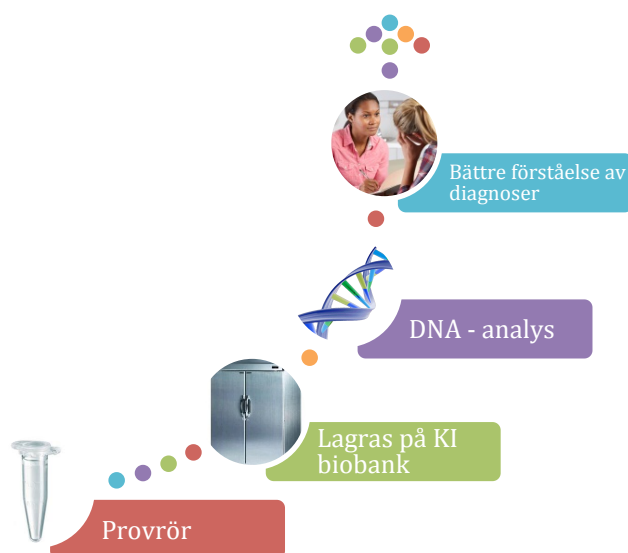 Bättre förståelse av
diagnoser
DNA - analys
Lagras på KI
biobank
Provrör